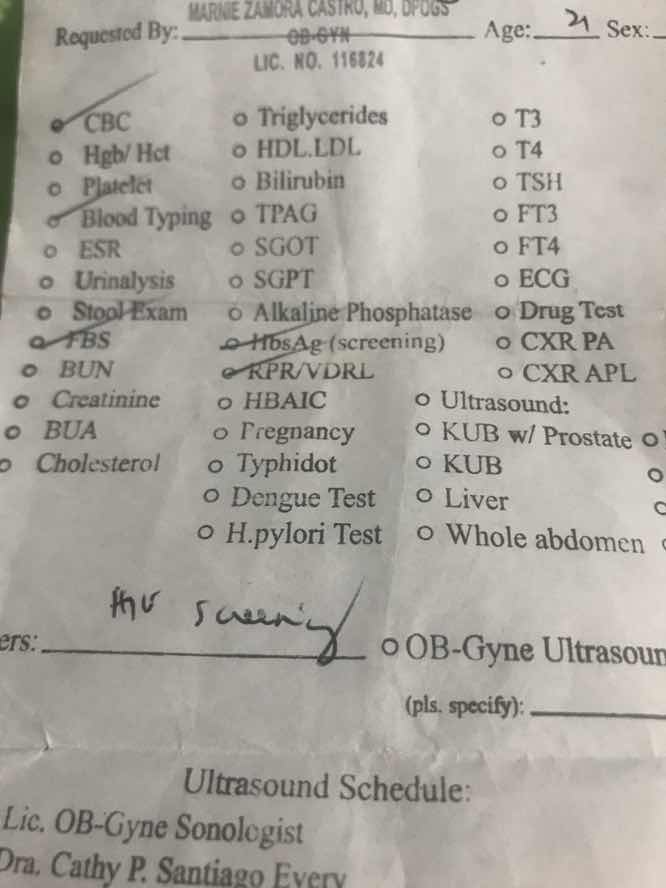 MARNIE ZAMORA CASTRO, MD, DPOGS
Requested By: OB-GYN Age: 21 Sex:
LIC. NO. 116824
CBC Triglycerides T3
Hgb/ Hct HDL.LDL T4
Platelet Bilirubin TSH
Blood Typing TPAG FT3
ESR SGOT FT4
Urinalysis SGPT ECG
Stool Exam Alkaline Phosphatase Drug Test
FBS HbsAg (screening) CXR PA
BUN RPR/VDRL CXR APL
Creatinine HBAIC Ultrasound:
BUA Pregnancy KUB w/ Prostate
Cholesterol Typhidot KUB
Dengue Test Liver
H.pylori Test Whole abdomen
HIV screening
ers: OB-Gyne Ultrasoun
(pls. specify):
Ultrasound Schedule:
Lic. OB-Gyne Sonologist
Dra. Cathy P. Santiago Every